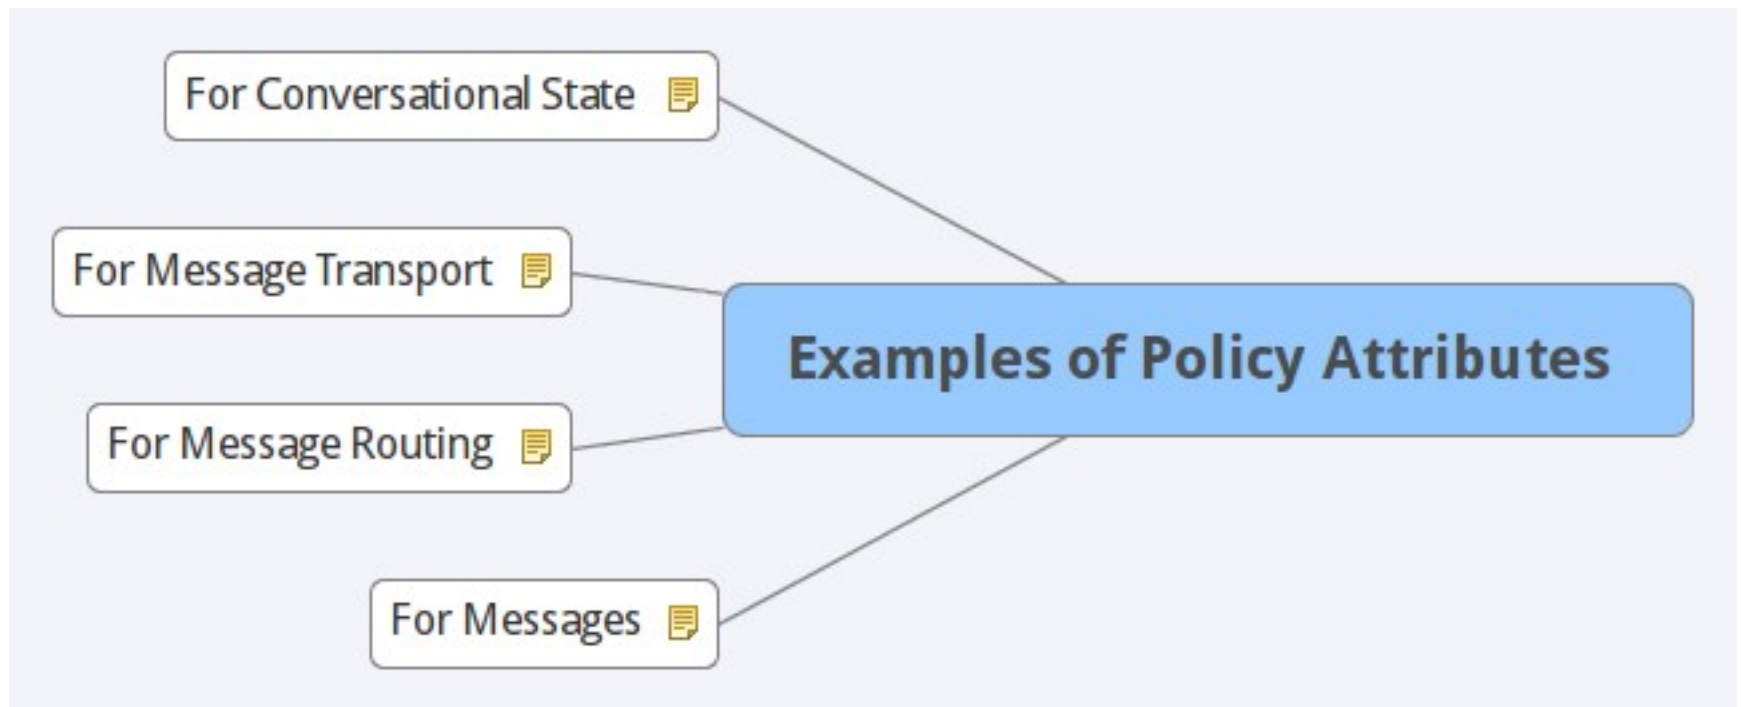 For Conversational State
For Message Transport
Examples of Policy Attributes
For Message Routing
For Messages